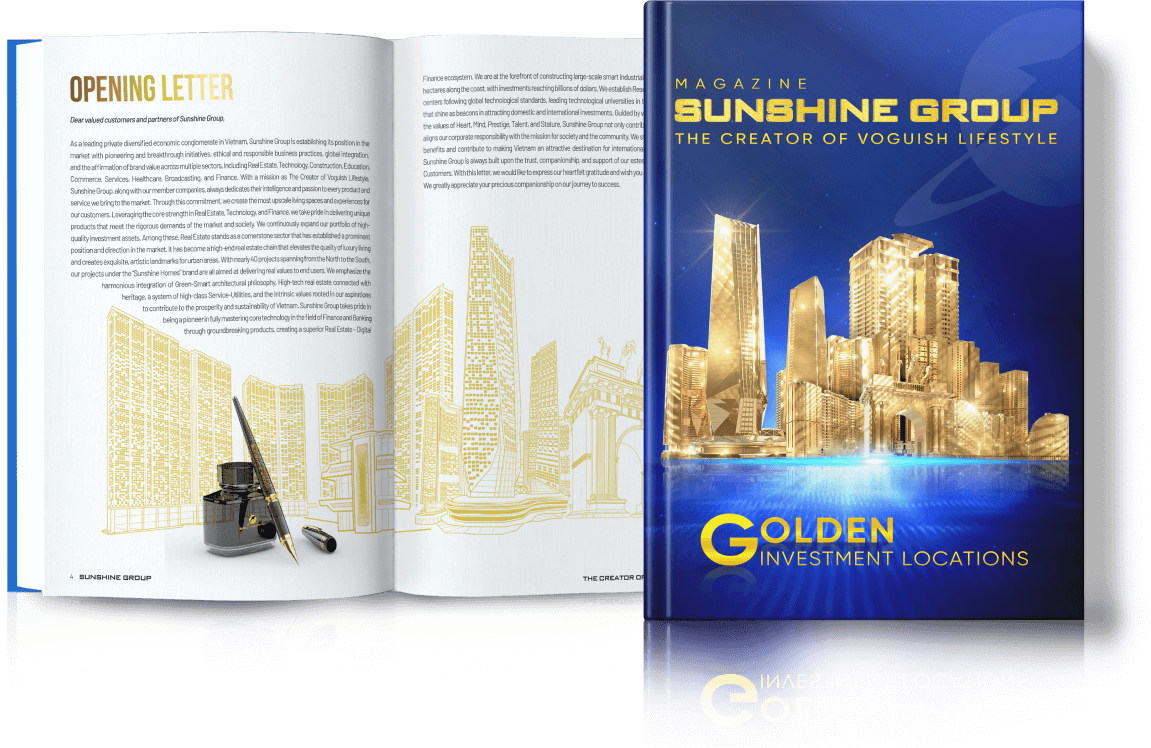 OPENING LETTER
Dear valued customers and partners of Sunshine Group,
As a leading private diversified economic conglomerate in Vietnam, Sunshine Group is establishing its position in the
market with pioneering and breakthrough initiatives, ethical and responsible business practices, global integration,
and the affirmation of brand value across multiple sectors, including Real Estate, Technology, Construction, Education,
Commerce, Services, Healthcare, Broadcasting, and Finance. With a mission as The Creator of Voguish Lifestyle,
Sunshine Group, along with our member companies, always dedicates their intelligence and passion to every product and
service we bring to the market. Through this commitment, we create the most upscale living spaces and experiences for
our customers. Leveraging the core strength in Real Estate, Technology, and Finance, we take pride in delivering unique
products that meet the rigorous demands of the market and society. We continuously expand our portfolio of high-
quality investment assets. Among these, Real Estate stands as a cornerstone sector that has established a prominent
position and direction in the market. It has become a high-end real estate chain that elevates the quality of luxury living
and creates exquisite, artistic landmarks for urban areas. With nearly 40 projects spanning from the North to the South,
our projects under the "Sunshine Homes" brand are all aimed at delivering real values to end users. We emphasize the
harmonious integration of Green-Smart architectural philosophy, High-tech real estate connected with
heritage, a system of high-class Service-Utilities, and the intrinsic values rooted in our aspirations
to contribute to the prosperity and sustainability of Vietnam. Sunshine Group takes pride in
being a pioneer in fully mastering core technology in the field of Finance and Banking
through groundbreaking products, creating a superior Real Estate - Digital
4 SUNSHINE GROUP
Finance ecosystem. We are at the forefront of constructing large-scale smart industrial
hectares along the coast, with investments reaching billions of dollars. We establish Rese
centers following global technological standards, leading technological universities in t
that shine as beacons in attracting domestic and international investments. Guided by v
the values of Heart, Mind, Prestige, Talent, and Stature, Sunshine Group not only contrib
aligns our corporate responsibility with the mission for society and the community. We s
benefits and contribute to making Vietnam an attractive destination for internationa
Sunshine Group is always built upon the trust, companionship, and support of our estee
Customers. With this letter, we would like to express our heartfelt gratitude and wish you
We greatly appreciate your precious companionship on our journey to success.
THE CREATOR OF
MAGAZINE
SUNSHINE GROUP
THE CREATOR OF VOGUISH LIFESTYLE
GOLDEN
INVESTMENT LOCATIONS